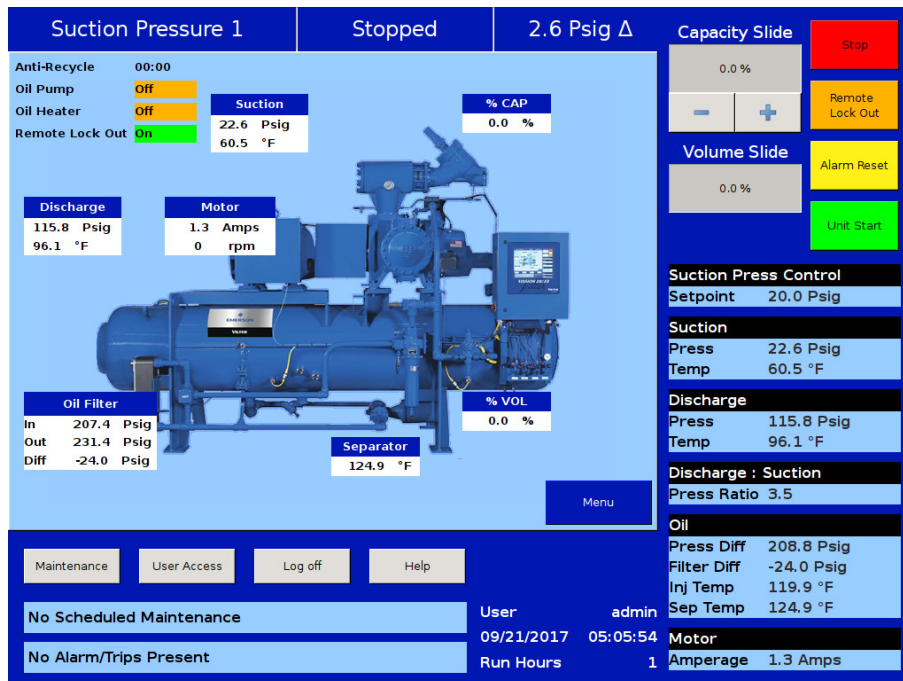 Suction Pressure 1
Stopped
2.6 Psig Δ
Anti-Recycle 00:00
Oil Pump Off
Oil Heater Off
Remote Lock Out On
Suction
22.6 Psig
60.5 °F
% CAP
0.0 %
Discharge
115.8 Psig
96.1 °F
Motor
1.3 Amps
0 rpm
EMERSON
VILTER
Oil Filter
In 207.4 Psig
Out 231.4 Psig
Diff -24.0 Psig
% VOL
0.0 %
Separator
124.9 °F
Menu
Maintenance
User Access
Log off
Help
No Scheduled Maintenance
No Alarm/Trips Present
User admin
09/21/2017 05:05:54
Run Hours 1
Capacity Slide
0.0 %
Volume Slide
0.0 %
Stop
Remote
Lock Out
Alarm Reset
Unit Start
Suction Press Control
Setpoint 20.0 Psig
Suction
Press 22.6 Psig
Temp 60.5 °F
Discharge
Press 115.8 Psig
Temp 96.1 °F
Discharge : Suction
Press Ratio 3.5
Oil
Press Diff 208.8 Psig
Filter Diff -24.0 Psig
Inj Temp 119.9 °F
Sep Temp 124.9 °F
Motor
Amperage 1.3 Amps